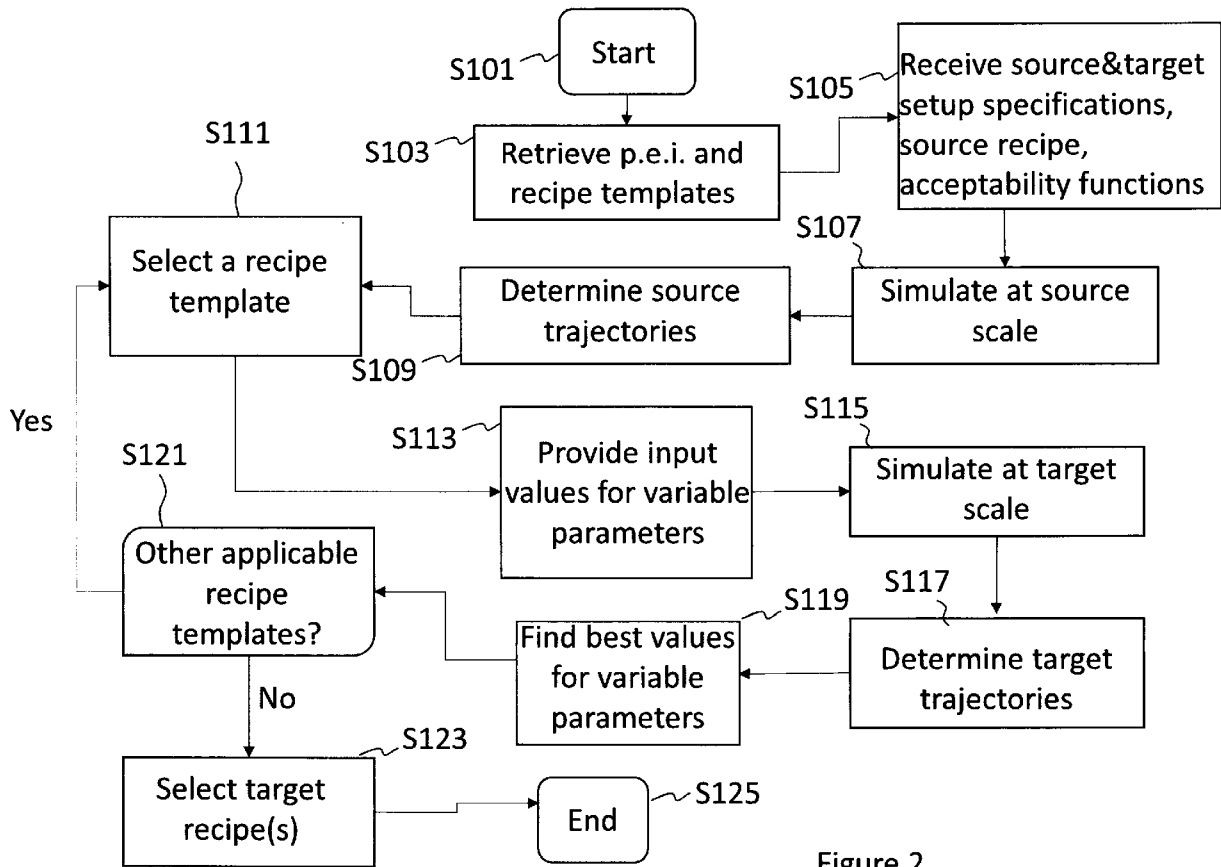 Start
S101
S103
Retrieve p.e.i. and
recipe templates
S105
Receive source&target
setup specifications,
source recipe,
acceptability functions
S107
Simulate at source
scale
Determine source
trajectories
S109
S111
Select a recipe
template
S113
Provide input
values for variable
parameters
S115
Simulate at target
scale
S117
Determine target
trajectories
S119
Find best values
for variable
parameters
S121
Other applicable
recipe
templates?
Yes
No
S123
Select target
recipe(s)
End
S125
Figure 2